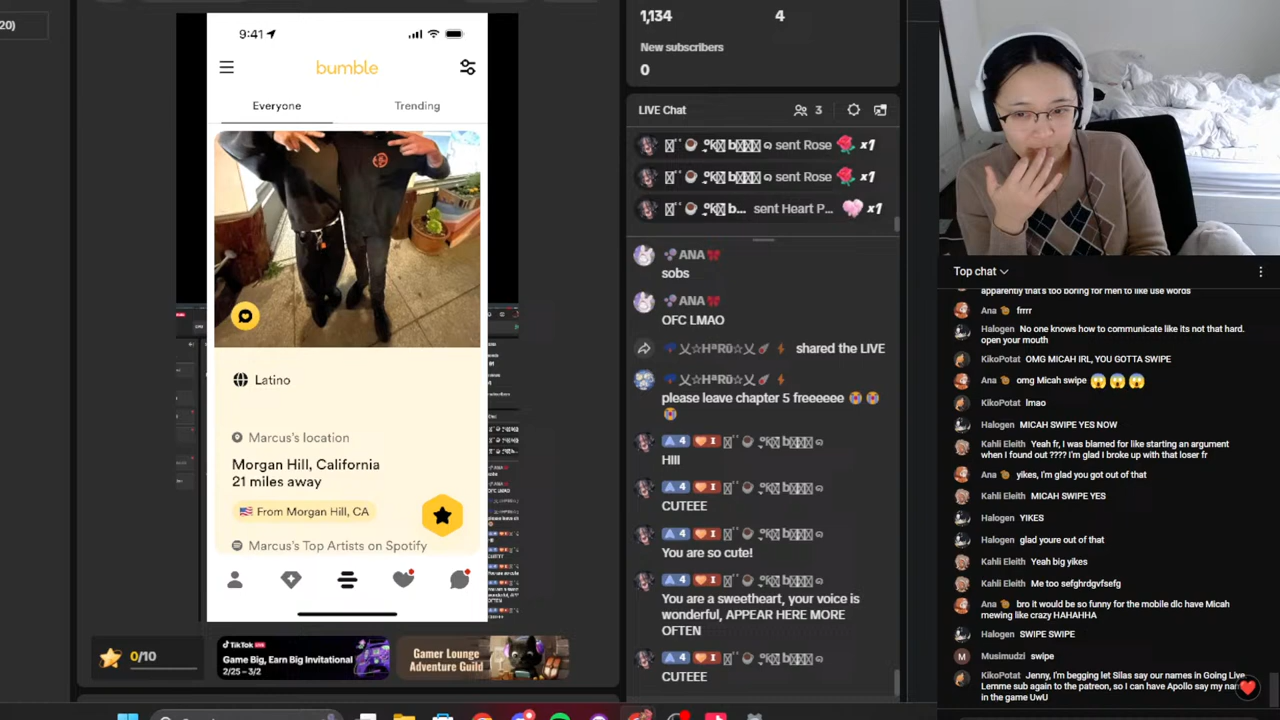 20)
9:41
bumble
Everyone
Trending
Latino
Marcus's location
Morgan Hill, California
21 miles away
From Morgan Hill, CA
Marcus's Top Artists on Spotify
0/10
TikTok LIVE
Game Big, Earn Big Invitational
2/25 – 3/2
Gamer Lounge
Adventure Guild
1,134
4
New subscribers
0
LIVE Chat
3
sent Rose x1
sent Rose x1
sent Heart P... x1
ANA
sobs
ANA
OFC LMAO
shared the LIVE
please leave chapter 5 freeeeee
4 I
HIII
4 I
CUTEEE
4 I
You are so cute!
4 I
You are a sweetheart, your voice is
wonderful, APPEAR HERE MORE
OFTEN
4 I
CUTEEE
Top chat
apparently that's too boring for men to like use words
Ana frrrr
Halogen No one knows how to communicate like its not that hard.
open your mouth
KikoPotat OMG MICAH IRL, YOU GOTTA SWIPE
Ana omg Micah swipe
KikoPotat lmao
Halogen MICAH SWIPE YES NOW
Kahli Eleith Yeah fr, I was blamed for like starting an argument
when I found out ???? I'm glad I broke up with that loser fr
Ana yikes, I'm glad you got out of that
Kahli Eleith MICAH SWIPE YES
Halogen YIKES
Halogen glad youre out of that
Kahli Eleith Yeah big yikes
Kahli Eleith Me too sefghrdgvfsefg
Ana bro it would be so funny for the mobile dlc have Micah
mewing like crazy HAHAHHA
Halogen SWIPE SWIPE
M Musimudzi swipe
KikoPotat Jenny, I'm begging let Silas say our names in Going Live.
Lemme sub again to the patreon, so I can have Apollo say my name
in the game UwU